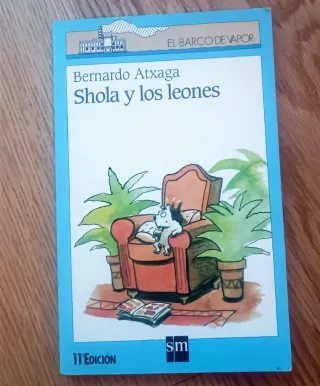 EL BARCO DE VAPOR
Bernardo Atxaga
Shola y los leones
11ª EDICIÓN
sm